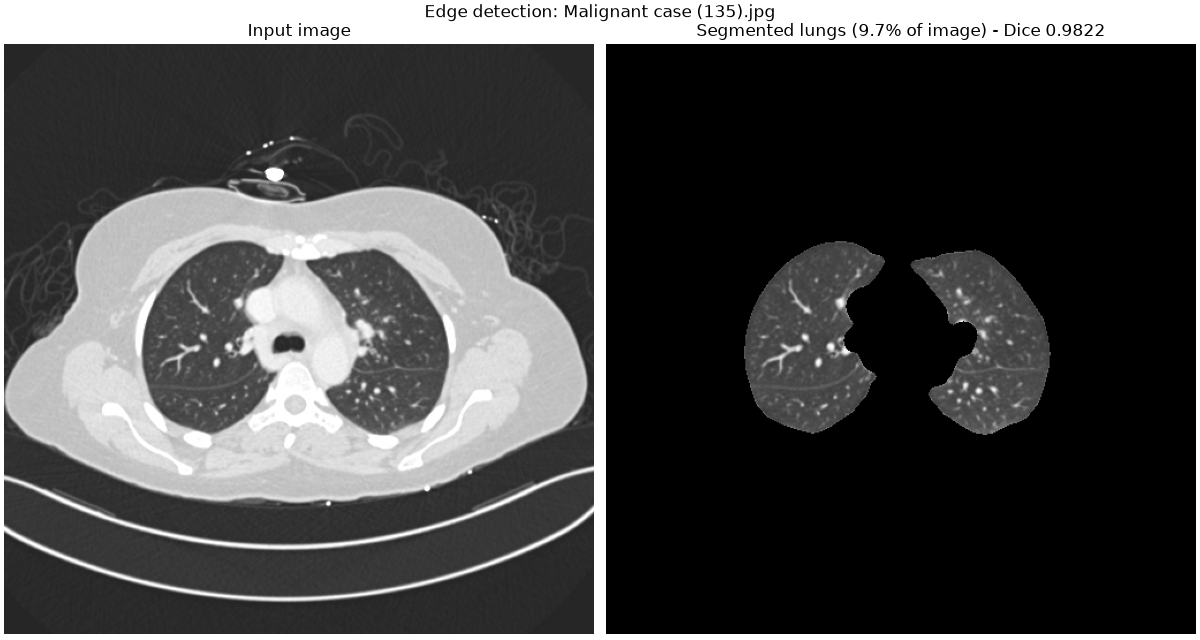 Edge detection: Malignant case (135).jpg
Input image
Segmented lungs (9.7% of image) - Dice 0.9822